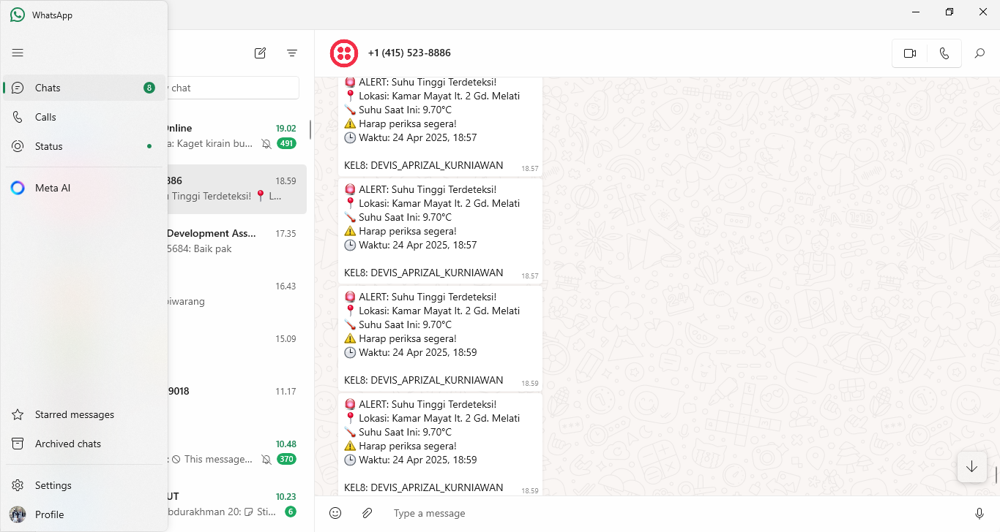 WhatsApp
Chats
8
Calls
Status
Meta AI
Starred messages
Archived chats
Settings
Profile
chat
Online
19.02
a: Kaget kirain bu...
491
386
18.59
Tinggi Terdeteksi! 📍 L...
Development Ass...
17.35
5684: Baik pak
16.43
piwarang
15.09
9018
11.17
10.48
: 🚫 This message...
370
UT
10.23
bdurakhman 20: Sti...
6
+1 (415) 523-8886
🚨 ALERT: Suhu Tinggi Terdeteksi!
📍 Lokasi: Kamar Mayat lt. 2 Gd. Melati
🌡️ Suhu Saat Ini: 9.70°C
⚠️ Harap periksa segera!
🕒 Waktu: 24 Apr 2025, 18:57
KEL8: DEVIS_APRIZAL_KURNIAWAN
18.57
🚨 ALERT: Suhu Tinggi Terdeteksi!
📍 Lokasi: Kamar Mayat lt. 2 Gd. Melati
🌡️ Suhu Saat Ini: 9.70°C
⚠️ Harap periksa segera!
🕒 Waktu: 24 Apr 2025, 18:57
KEL8: DEVIS_APRIZAL_KURNIAWAN
18.57
🚨 ALERT: Suhu Tinggi Terdeteksi!
📍 Lokasi: Kamar Mayat lt. 2 Gd. Melati
🌡️ Suhu Saat Ini: 9.70°C
⚠️ Harap periksa segera!
🕒 Waktu: 24 Apr 2025, 18:59
KEL8: DEVIS_APRIZAL_KURNIAWAN
18.59
🚨 ALERT: Suhu Tinggi Terdeteksi!
📍 Lokasi: Kamar Mayat lt. 2 Gd. Melati
🌡️ Suhu Saat Ini: 9.70°C
⚠️ Harap periksa segera!
🕒 Waktu: 24 Apr 2025, 18:59
KEL8: DEVIS_APRIZAL_KURNIAWAN
18.59
Type a message